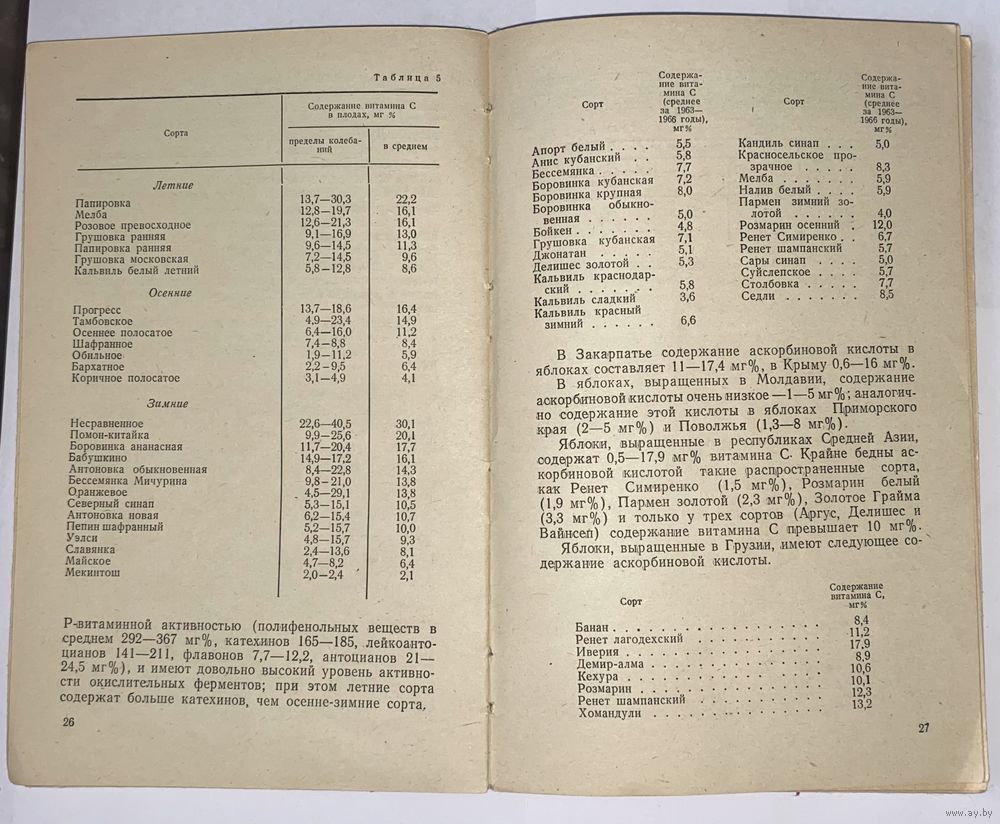 Таблица 5
Сорта
Содержание витамина С
в плодах, мг %
пределы колеба-
ний
в среднем
Летние
Папировка 13,7—30,3 22,2
Мелба 12,8—19,7 16,1
Розовое превосходное 12,6—21,3 16,1
Грушовка ранняя 9,1—16,9 13,0
Папировка ранняя 9,6—14,5 11,3
Грушовка московская 7,2—14,5 9,6
Кальвиль белый летний 5,8—12,8 8,6
Осенние
Прогресс 13,7—18,6 16,4
Тамбовское 4,9—23,4 14,9
Осеннее полосатое 6,4—16,0 11,2
Шафранное 7,4—8,8 8,4
Обильное 1,9—11,2 5,9
Бархатное 2,2—9,5 6,4
Коричное полосатое 3,1—4,9 4,1
Зимние
Несравненное 22,6—40,5 30,1
Помон-китайка 9,9—25,6 20,1
Боровинка ананасная 11,7—20,4 17,7
Бабушкино 14,9—17,2 16,1
Антоновка обыкновенная 8,4—22,8 14,3
Бессемянка Мичурина 9,8—21,0 13,8
Оранжевое 4,5—29,1 13,8
Северный синап 5,3—15,1 10,5
Антоновка новая 6,2—15,4 10,7
Пепин шафранный 5,2—15,7 10,0
Уэлси 4,8—15,7 9,3
Славянка 2,4—13,6 8,1
Майское 4,7—8,2 6,4
Мекинтош 2,0—2,4 2,1
Р-витаминной активностью (полифенольных веществ в
среднем 292—367 мг%, катехинов 165—185, лейкоанто-
цианов 141—211, флавонов 7,7—12,2, антоцианов 21—
24,5 мг%), и имеют довольно высокий уровень активно-
сти окислительных ферментов; при этом летние сорта
содержат больше катехинов, чем осенне-зимние сорта.
26
Сорт
Содержа-
ние вита-
мина С
(среднее
за 1963—
1966 годы),
мг%
Апорт белый . . . . 5,5
Анис кубанский . . 5,8
Бессемянка . . . . . 7,7
Боровинка кубанская 7,2
Боровинка крупная 8,0
Боровинка обыкно-
венная . . . . . . 5,0
Бойкен . . . . . . . 4,8
Грушовка кубанская 7,1
Джонатан . . . . . 5,1
Делишес золотой . . 5,3
Кальвиль краснодар-
ский . . . . . . . 5,8
Кальвиль сладкий 3,6
Кальвиль красный
зимний . . . . . . 6,6
Сорт
Содержа-
ние вита-
мина С
(среднее
за 1963—
1966 годы),
мг%
Кандиль синап . . . 5,0
Красносельское про-
зрачное . . . . . 8,3
Мелба . . . . . . . 5,9
Налив белый . . . . 5,9
Пармен зимний зо-
лотой . . . . . . 4,0
Розмарин осенний . 12,0
Ренет Симиренко . . 6,7
Ренет шампанский 5,7
Сары синап . . . . 5,0
Суйслепское . . . . 5,7
Столбовка . . . . . 7,7
Седли . . . . . . . 8,5
В Закарпатье содержание аскорбиновой кислоты в
яблоках составляет 11—17,4 мг%, в Крыму 0,6—16 мг%.
В яблоках, выращенных в Молдавии, содержание
аскорбиновой кислоты очень низкое —1—5 мг%; аналогич-
но содержание этой кислоты в яблоках Приморского
края (2—5 мг%) и Поволжья (1,3—8 мг%).
Яблоки, выращенные в республиках Средней Азии,
содержат 0,5—17,9 мг% витамина С. Крайне бедны ас-
корбиновой кислотой такие распространенные сорта,
как Ренет Симиренко (1,5 мг%), Розмарин белый
(1,9 мг%), Пармен золотой (2,3 мг%), Золотое Грайма
(3,3 мг%) и только у трех сортов (Аргус, Делишес и
Вайнсеп) содержание витамина С превышает 10 мг%.
Яблоки, выращенные в Грузии, имеют следующее со-
держание аскорбиновой кислоты.
Сорт
Содержание
витамина С,
мг%
Банан . . . . . . . . . . . . 8,4
Ренет лагодехский . . . . . . . . . 11,2
Иверия . . . . . . . . . . . . 17,9
Демир-алма . . . . . . . . . . . 8,9
Кехура . . . . . . . . . . . . 10,6
Розмарин . . . . . . . . . . . . 10,1
Ренет шампанский . . . . . . . . . 12,3
Хомандули . . . . . . . . . . . 13,2
27
www.ay.by